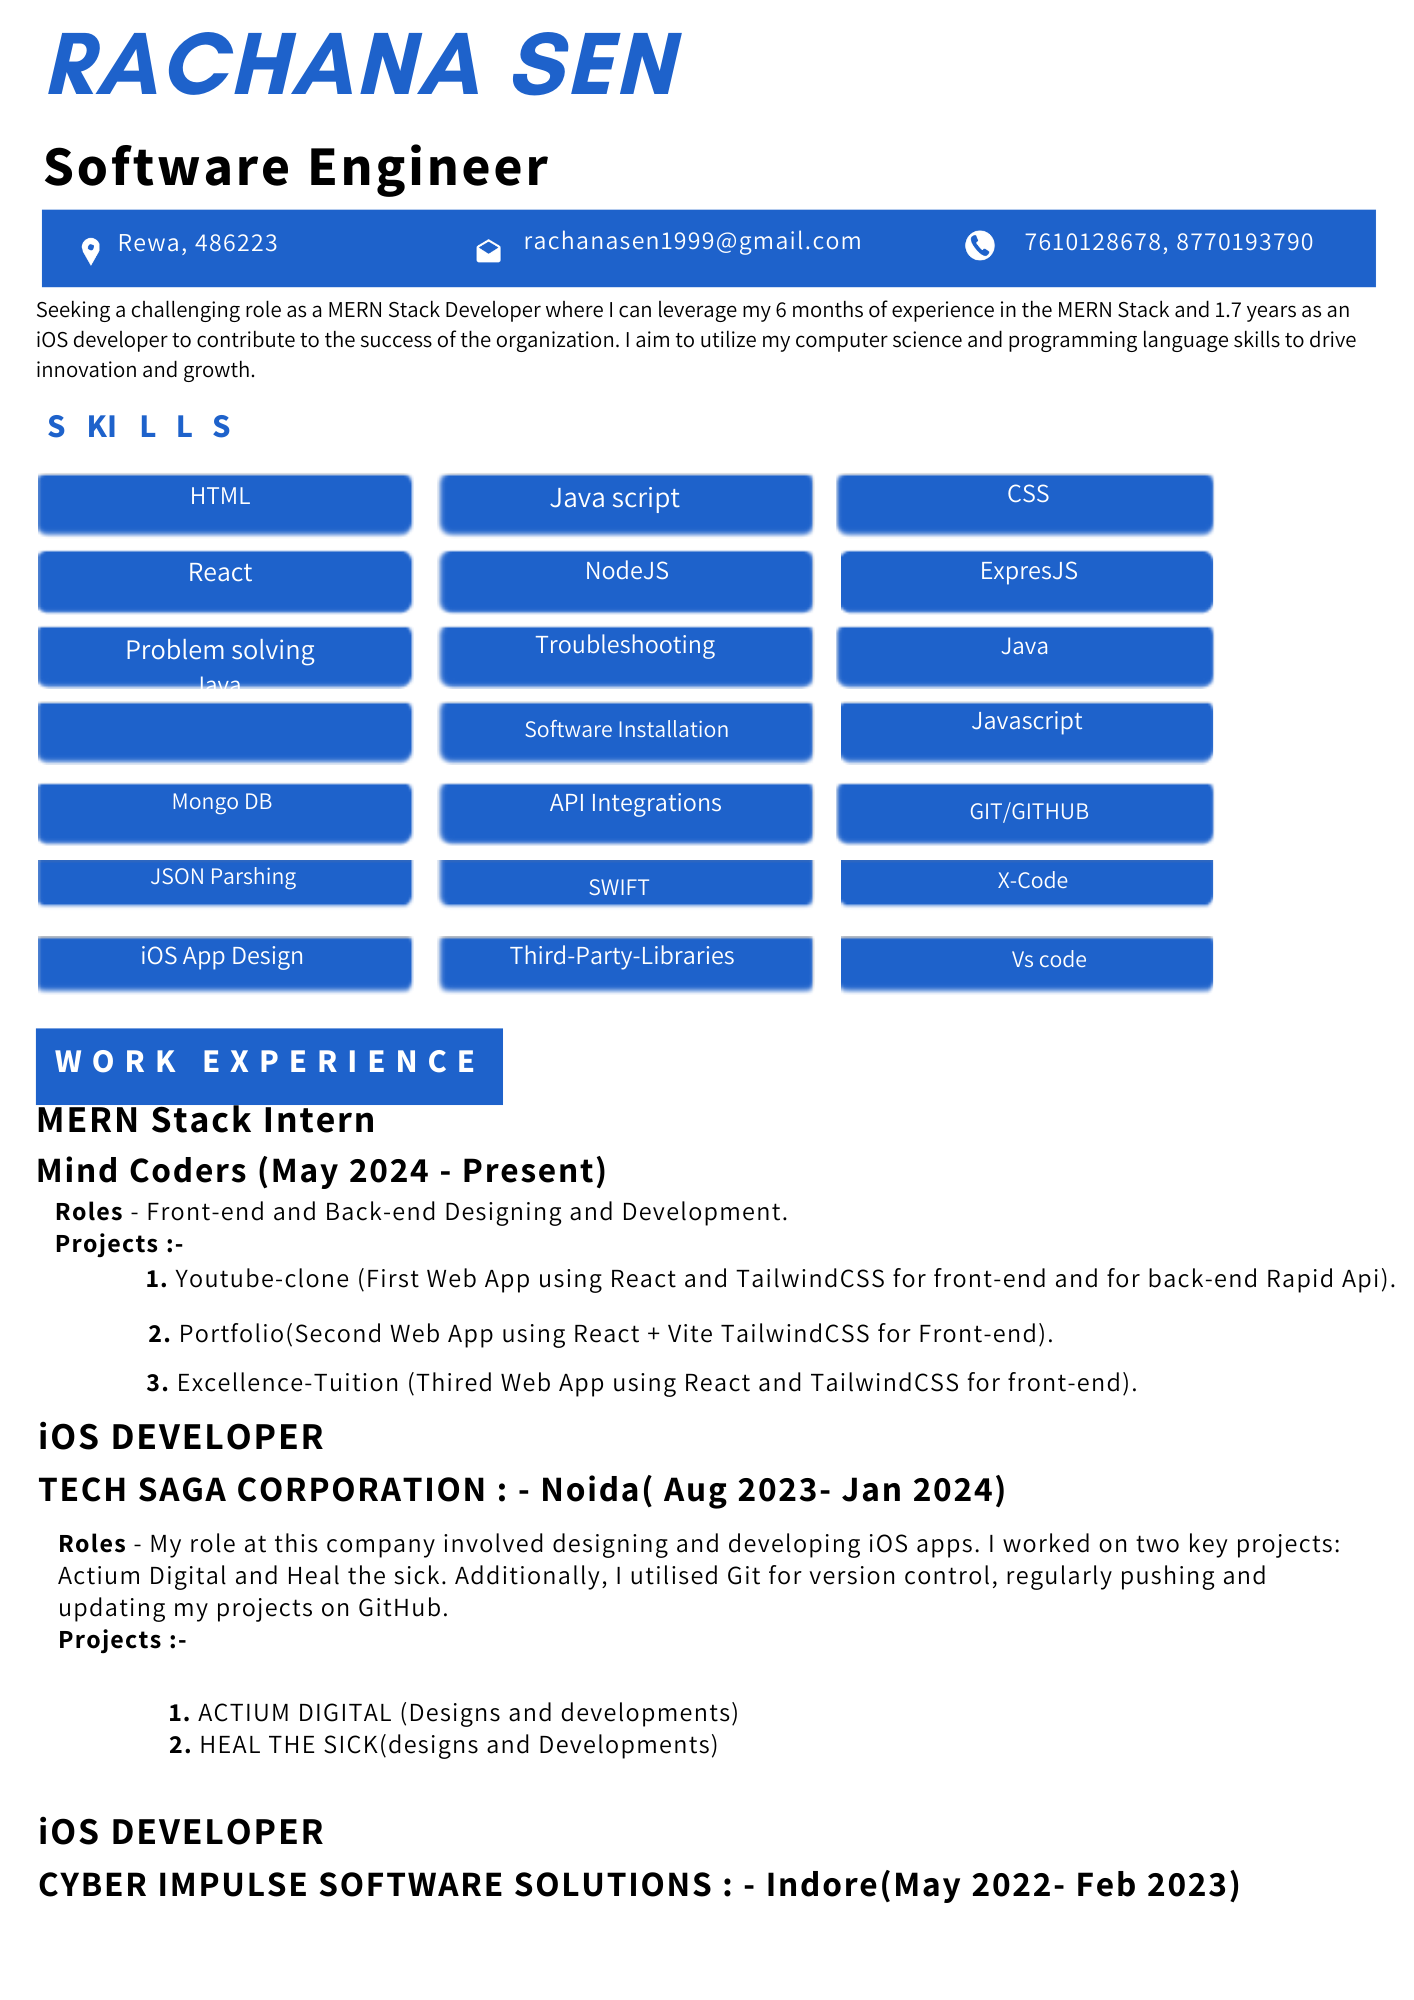 RACHANA SEN
Software Engineer
Rewa, 486223 rachanasen1999@gmail.com 7610128678, 8770193790
Seeking a challenging role as a MERN Stack Developer where I can leverage my 6 months of experience in the MERN Stack and 1.7 years as an
iOS developer to contribute to the success of the organization. I aim to utilize my computer science and programming language skills to drive
innovation and growth.
SKILLS
HTML Java script CSS
React NodeJS ExpresJS
Problem solving Troubleshooting Java
Java
Software Installation Javascript
Mongo DB API Integrations GIT/GITHUB
JSON Parshing SWIFT X-Code
iOS App Design Third-Party-Libraries Vs code
WORK EXPERIENCE
MERN Stack Intern
Mind Coders (May 2024 - Present)
Roles - Front-end and Back-end Designing and Development.
Projects :-
1. Youtube-clone (First Web App using React and TailwindCSS for front-end and for back-end Rapid Api).
2. Portfolio(Second Web App using React + Vite TailwindCSS for Front-end).
3. Excellence-Tuition (Thired Web App using React and TailwindCSS for front-end).
iOS DEVELOPER
TECH SAGA CORPORATION : - Noida( Aug 2023- Jan 2024)
Roles - My role at this company involved designing and developing iOS apps. I worked on two key projects:
Actium Digital and Heal the sick. Additionally, I utilised Git for version control, regularly pushing and
updating my projects on GitHub.
Projects :-
1. ACTIUM DIGITAL (Designs and developments)
2. HEAL THE SICK(designs and Developments)
iOS DEVELOPER
CYBER IMPULSE SOFTWARE SOLUTIONS : - Indore(May 2022- Feb 2023)